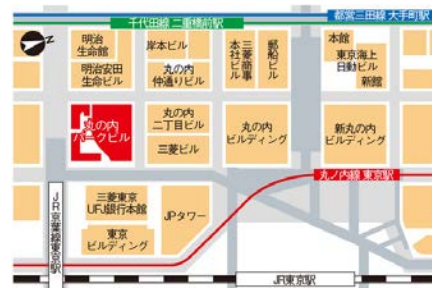 都営三田線 大手町駅
千代田線 二重橋前駅
N
明治
生命館
岸本ビル
三菱商事
本社ビル
郵船ビル
本館
東京海上
日動ビル
新館
明治安田
生命ビル
丸の内
仲通りビル
丸の内
パークビル
丸の内
二丁目ビル
三菱ビル
丸の内
ビルディング
新丸の内
ビルディング
丸ノ内線 東京駅
JR京葉線東京駅
三菱東京
UFJ銀行本館
JPタワー
東京
ビルディング
JR東京駅